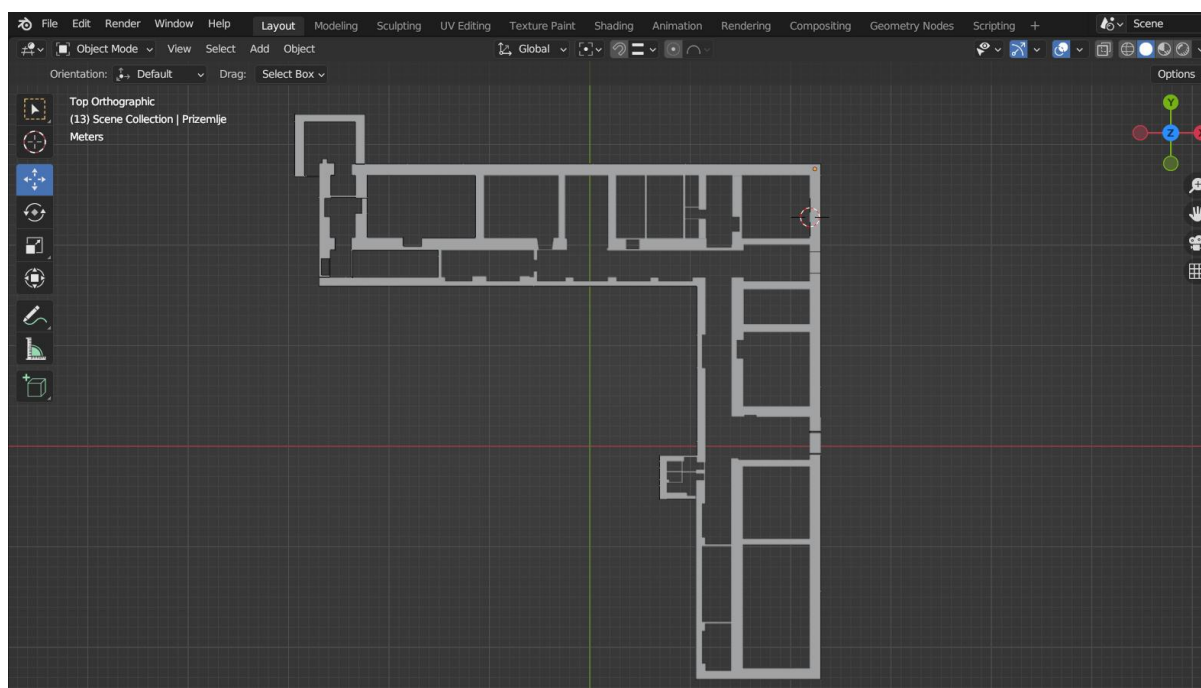 File Edit Render Window Help Layout Modeling Sculpting UV Editing Texture Paint Shading Animation Rendering Compositing Geometry Nodes Scripting + Scene
Object Mode View Select Add Object Global
Orientation: Default Drag: Select Box Options
Top Orthographic
(13) Scene Collection | Prizemlje
Meters
Y
Z